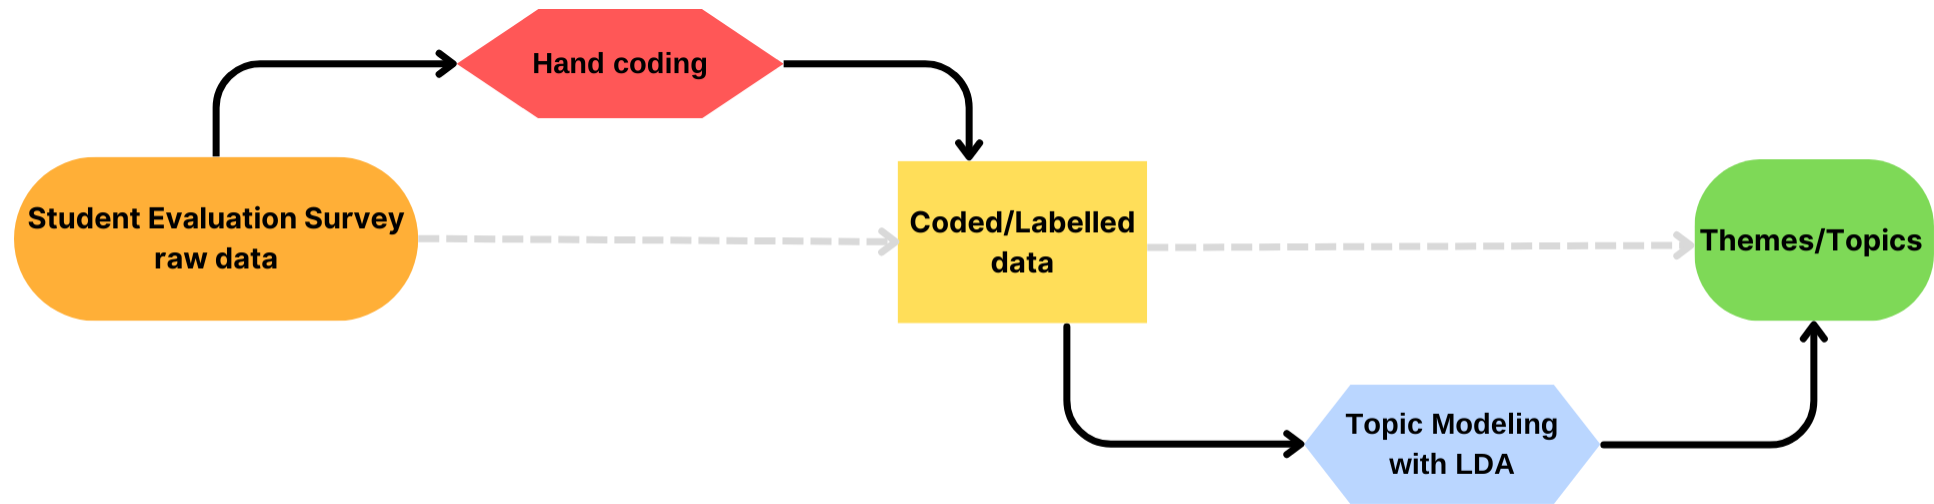 Hand coding
Student Evaluation Survey
raw data
Coded/Labelled
data
Themes/Topics
Topic Modeling
with LDA